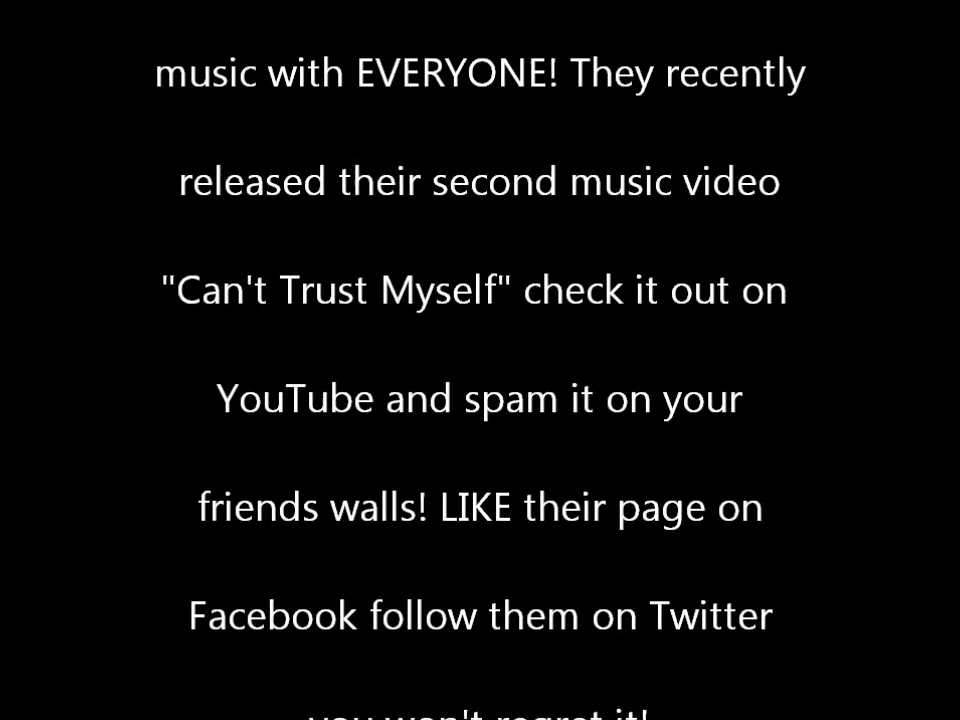 music with EVERYONE! They recently
released their second music video
"Can't Trust Myself" check it out on
YouTube and spam it on your
friends walls! LIKE their page on
Facebook follow them on Twitter
you won't regret it!